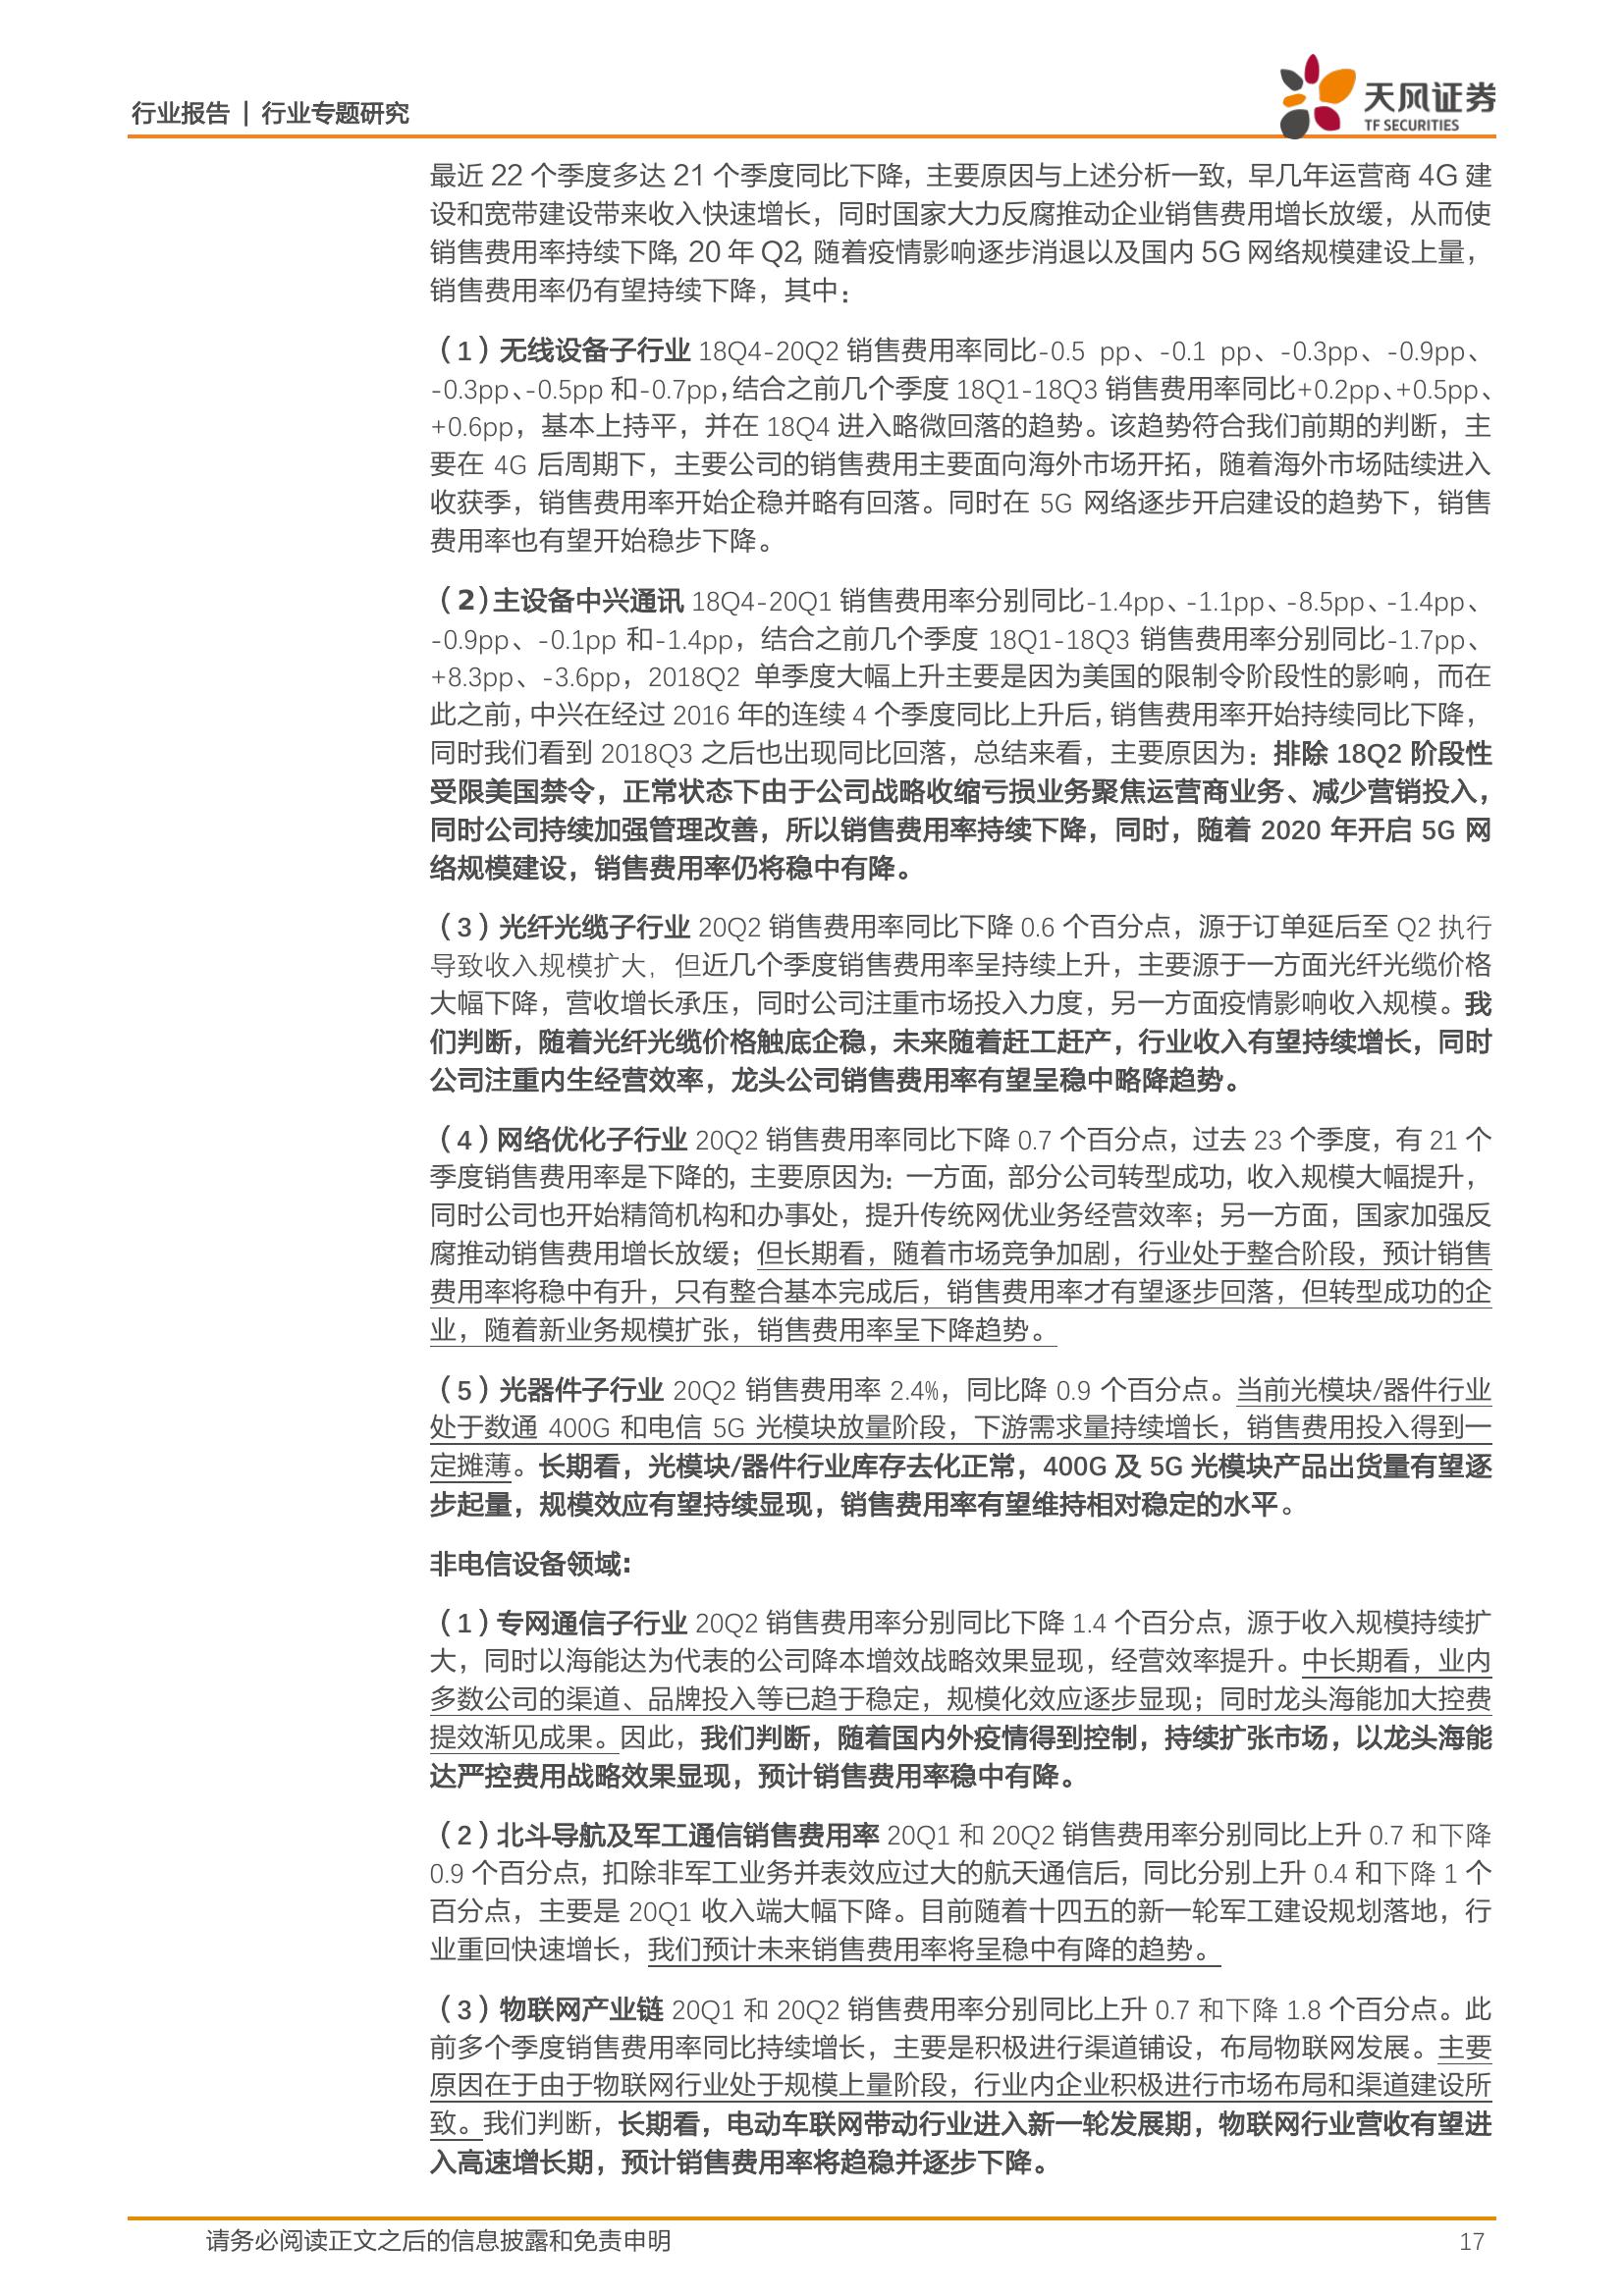 行业报告 | 行业专题研究
天风证券
TF SECURITIES
最近 22 个季度多达 21 个季度同比下降，主要原因与上述分析一致，早几年运营商 4G 建
设和宽带建设带来收入快速增长，同时国家大力反腐推动企业销售费用增长放缓，从而使
销售费用率持续下降，20 年 Q2，随着疫情影响逐步消退以及国内 5G 网络规模建设上量，
销售费用率仍有望持续下降，其中：
（1）无线设备子行业 18Q4-20Q2 销售费用率同比-0.5 pp、-0.1 pp、-0.3pp、-0.9pp、
-0.3pp、-0.5pp 和-0.7pp，结合之前几个季度 18Q1-18Q3 销售费用率同比+0.2pp、+0.5pp、
+0.6pp，基本上持平，并在 18Q4 进入略微回落的趋势。该趋势符合我们前期的判断，主
要在 4G 后周期下，主要公司的销售费用主要面向海外市场开拓，随着海外市场陆续进入
收获季，销售费用率开始企稳并略有回落。同时在 5G 网络逐步开启建设的趋势下，销售
费用率也有望开始稳步下降。
（2）主设备中兴通讯 18Q4-20Q1 销售费用率分别同比-1.4pp、-1.1pp、-8.5pp、-1.4pp、
-0.9pp、-0.1pp 和-1.4pp，结合之前几个季度 18Q1-18Q3 销售费用率分别同比-1.7pp、
+8.3pp、-3.6pp，2018Q2 单季度大幅上升主要是因为美国的限制令阶段性的影响，而在
此之前，中兴在经过 2016 年的连续 4 个季度同比上升后，销售费用率开始持续同比下降，
同时我们看到 2018Q3 之后也出现同比回落，总结来看，主要原因为：排除 18Q2 阶段性
受限美国禁令，正常状态下由于公司战略收缩亏损业务聚焦运营商业务、减少营销投入，
同时公司持续加强管理改善，所以销售费用率持续下降，同时，随着 2020 年开启 5G 网
络规模建设，销售费用率仍将稳中有降。
（3）光纤光缆子行业 20Q2 销售费用率同比下降 0.6 个百分点，源于订单延后至 Q2 执行
导致收入规模扩大，但近几个季度销售费用率呈持续上升，主要源于一方面光纤光缆价格
大幅下降，营收增长承压，同时公司注重市场投入力度，另一方面疫情影响收入规模。我
们判断，随着光纤光缆价格触底企稳，未来随着赶工赶产，行业收入有望持续增长，同时
公司注重内生经营效率，龙头公司销售费用率有望呈稳中略降趋势。
（4）网络优化子行业 20Q2 销售费用率同比下降 0.7 个百分点，过去 23 个季度，有 21 个
季度销售费用率是下降的，主要原因为：一方面，部分公司转型成功，收入规模大幅提升，
同时公司也开始精简机构和办事处，提升传统网优业务经营效率；另一方面，国家加强反
腐推动销售费用增长放缓；但长期看，随着市场竞争加剧，行业处于整合阶段，预计销售
费用率将稳中有升，只有整合基本完成后，销售费用率才有望逐步回落，但转型成功的企
业，随着新业务规模扩张，销售费用率呈下降趋势。
（5）光器件子行业 20Q2 销售费用率 2.4%，同比降 0.9 个百分点。当前光模块/器件行业
处于数通 400G 和电信 5G 光模块放量阶段，下游需求量持续增长，销售费用投入得到一
定摊薄。长期看，光模块/器件行业库存去化正常，400G 及 5G 光模块产品出货量有望逐
步起量，规模效应有望持续显现，销售费用率有望维持相对稳定的水平。
非电信设备领域：
（1）专网通信子行业 20Q2 销售费用率分别同比下降 1.4 个百分点，源于收入规模持续扩
大，同时以海能达为代表的公司降本增效战略效果显现，经营效率提升。中长期看，业内
多数公司的渠道、品牌投入等已趋于稳定，规模化效应逐步显现；同时龙头海能加大控费
提效渐见成果。因此，我们判断，随着国内外疫情得到控制，持续扩张市场，以龙头海能
达严控费用战略效果显现，预计销售费用率稳中有降。
（2）北斗导航及军工通信销售费用率 20Q1 和 20Q2 销售费用率分别同比上升 0.7 和下降
0.9 个百分点，扣除非军工业务并表效应过大的航天通信后，同比分别上升 0.4 和下降 1 个
百分点，主要是 20Q1 收入端大幅下降。目前随着十四五的新一轮军工建设规划落地，行
业重回快速增长，我们预计未来销售费用率将呈稳中有降的趋势。
（3）物联网产业链 20Q1 和 20Q2 销售费用率分别同比上升 0.7 和下降 1.8 个百分点。此
前多个季度销售费用率同比持续增长，主要是积极进行渠道铺设，布局物联网发展。主要
原因在于由于物联网行业处于规模上量阶段，行业内企业积极进行市场布局和渠道建设所
致。我们判断，长期看，电动车联网带动行业进入新一轮发展期，物联网行业营收有望进
入高速增长期，预计销售费用率将趋稳并逐步下降。
请务必阅读正文之后的信息披露和免责申明
17